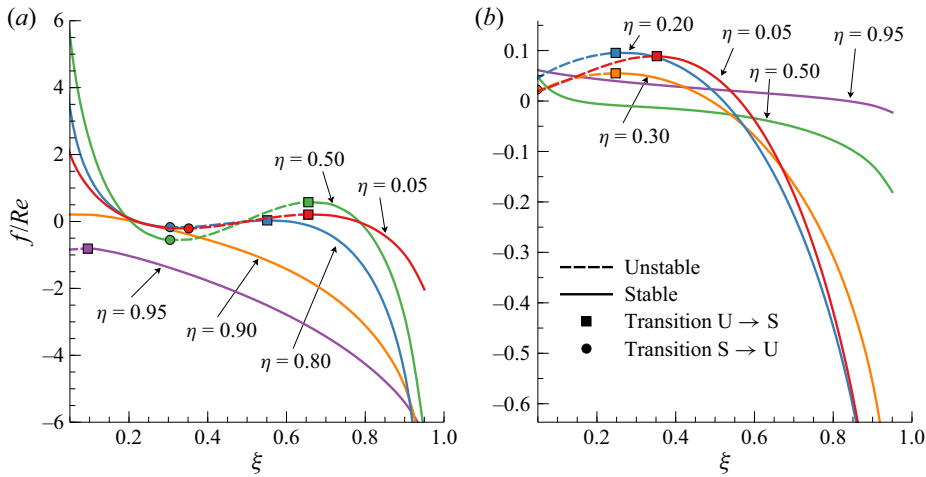 (a)
6
4
2
0
−2
−4
−6
f/Re
η = 0.50
η = 0.05
η = 0.95
η = 0.90
η = 0.80
0.2
0.4
0.6
0.8
1.0
ξ
(b)
0.1
0
−0.1
−0.2
−0.3
−0.4
−0.5
−0.6
η = 0.20
η = 0.05
η = 0.95
η = 0.50
η = 0.30
Unstable
Stable
Transition U → S
Transition S → U
0.2
0.4
0.6
0.8
1.0
ξ